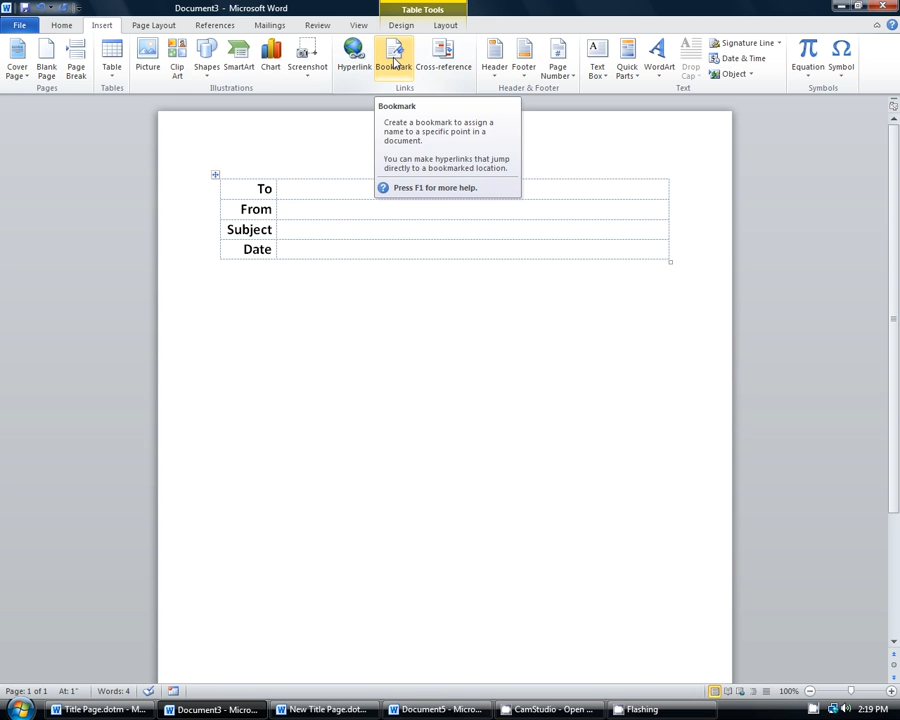 Document3 - Microsoft Word
Table Tools
File Home Insert Page Layout References Mailings Review View Design Layout
Cover Page
Blank Page
Page Break
Table
Picture
Clip Art
Shapes
SmartArt
Chart
Screenshot
Hyperlink
Bookmark
Cross-reference
Header
Footer
Page Number
Text Box
Quick Parts
WordArt
Drop Cap
Signature Line
Date & Time
Object
Equation
Symbol
Pages Tables Illustrations Links Header & Footer Text Symbols
Bookmark
Create a bookmark to assign a
name to a specific point in a
document.
You can make hyperlinks that jump
directly to a bookmarked location.
Press F1 for more help.
To
From
Subject
Date
Page: 1 of 1 At: 1" Words: 4 100%
Title Page.dotm - M... Document3 - Micro... New Title Page.dot... Document5 - Micro... CamStudio - Open ... Flashing 2:19 PM